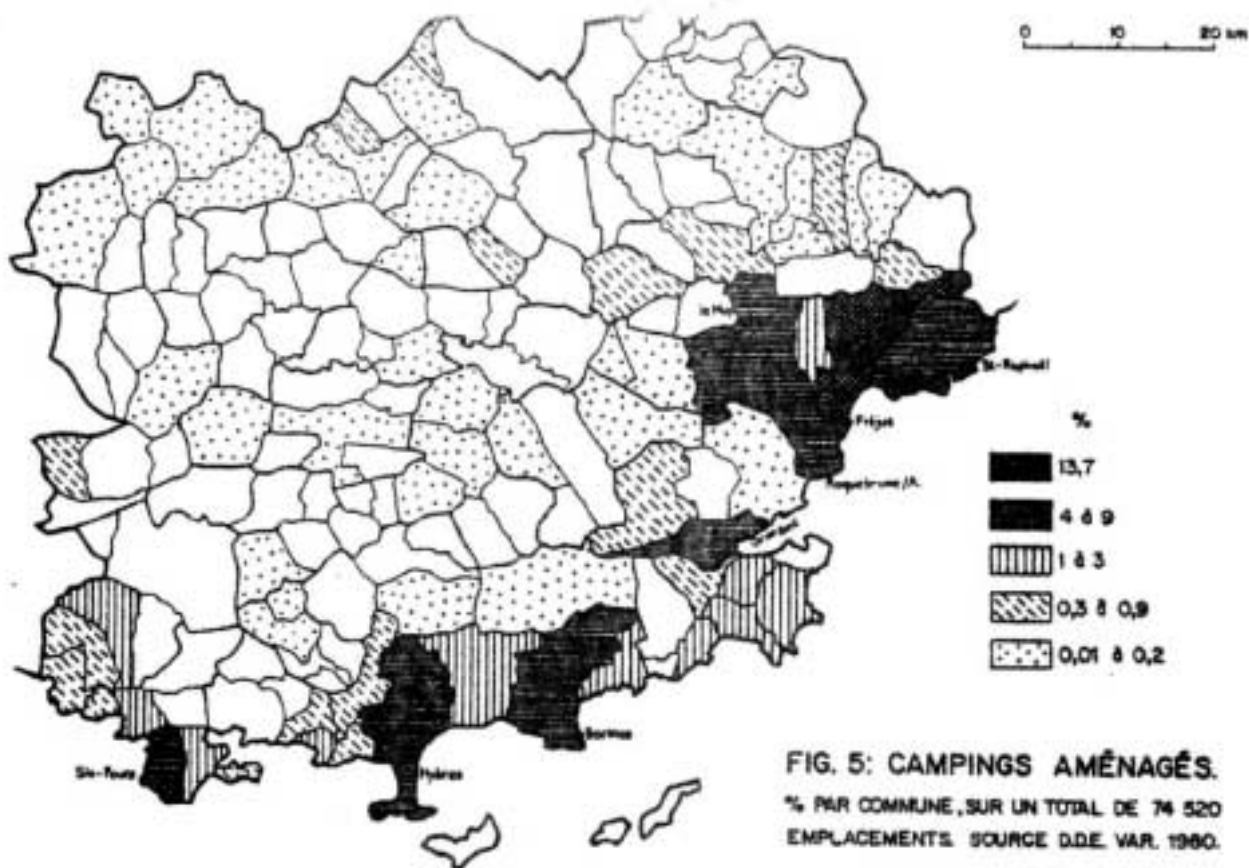 0 10 20 km
le Muy
St-Raphaël
Fréjus
Roquebrune/A.
%
13,7
4 à 9
1 à 3
0,3 à 0,9
0,01 à 0,2
Bormes
Six-Fours
Hyères
FIG. 5: CAMPINGS AMÉNAGÉS.
% PAR COMMUNE, SUR UN TOTAL DE 74 520
EMPLACEMENTS. SOURCE D.D.E. VAR. 1980.